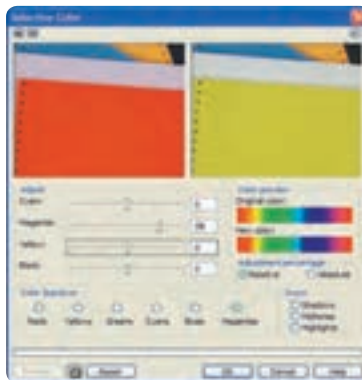 Selective Color
Adjust
Color preview
Cyan:
Original color:
Magenta:
New color:
Yellow:
Adjustment percentage
Black:
Relative
Absolute
Color Spectrum
Reds
Yellows
Greens
Cyans
Blues
Magentas
Shadows
Midtones
Highlights
Reset
OK
Cancel
Help